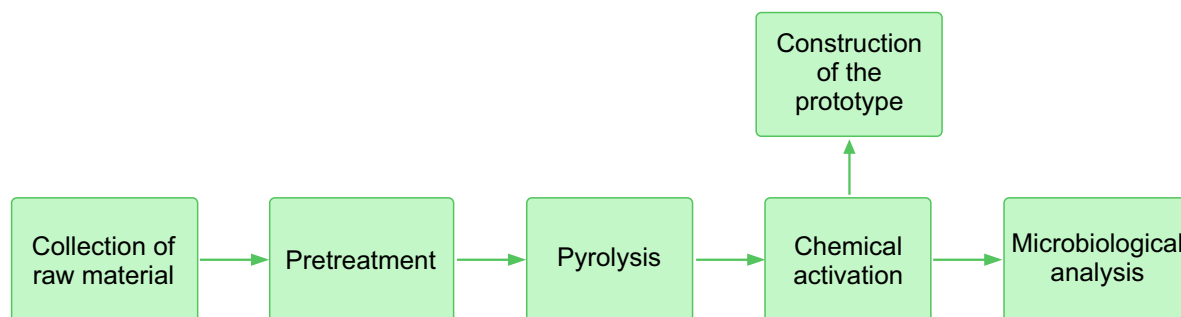 Construction
of the
prototype
Collection of
raw material
Pretreatment
Pyrolysis
Chemical
activation
Microbiological
analysis